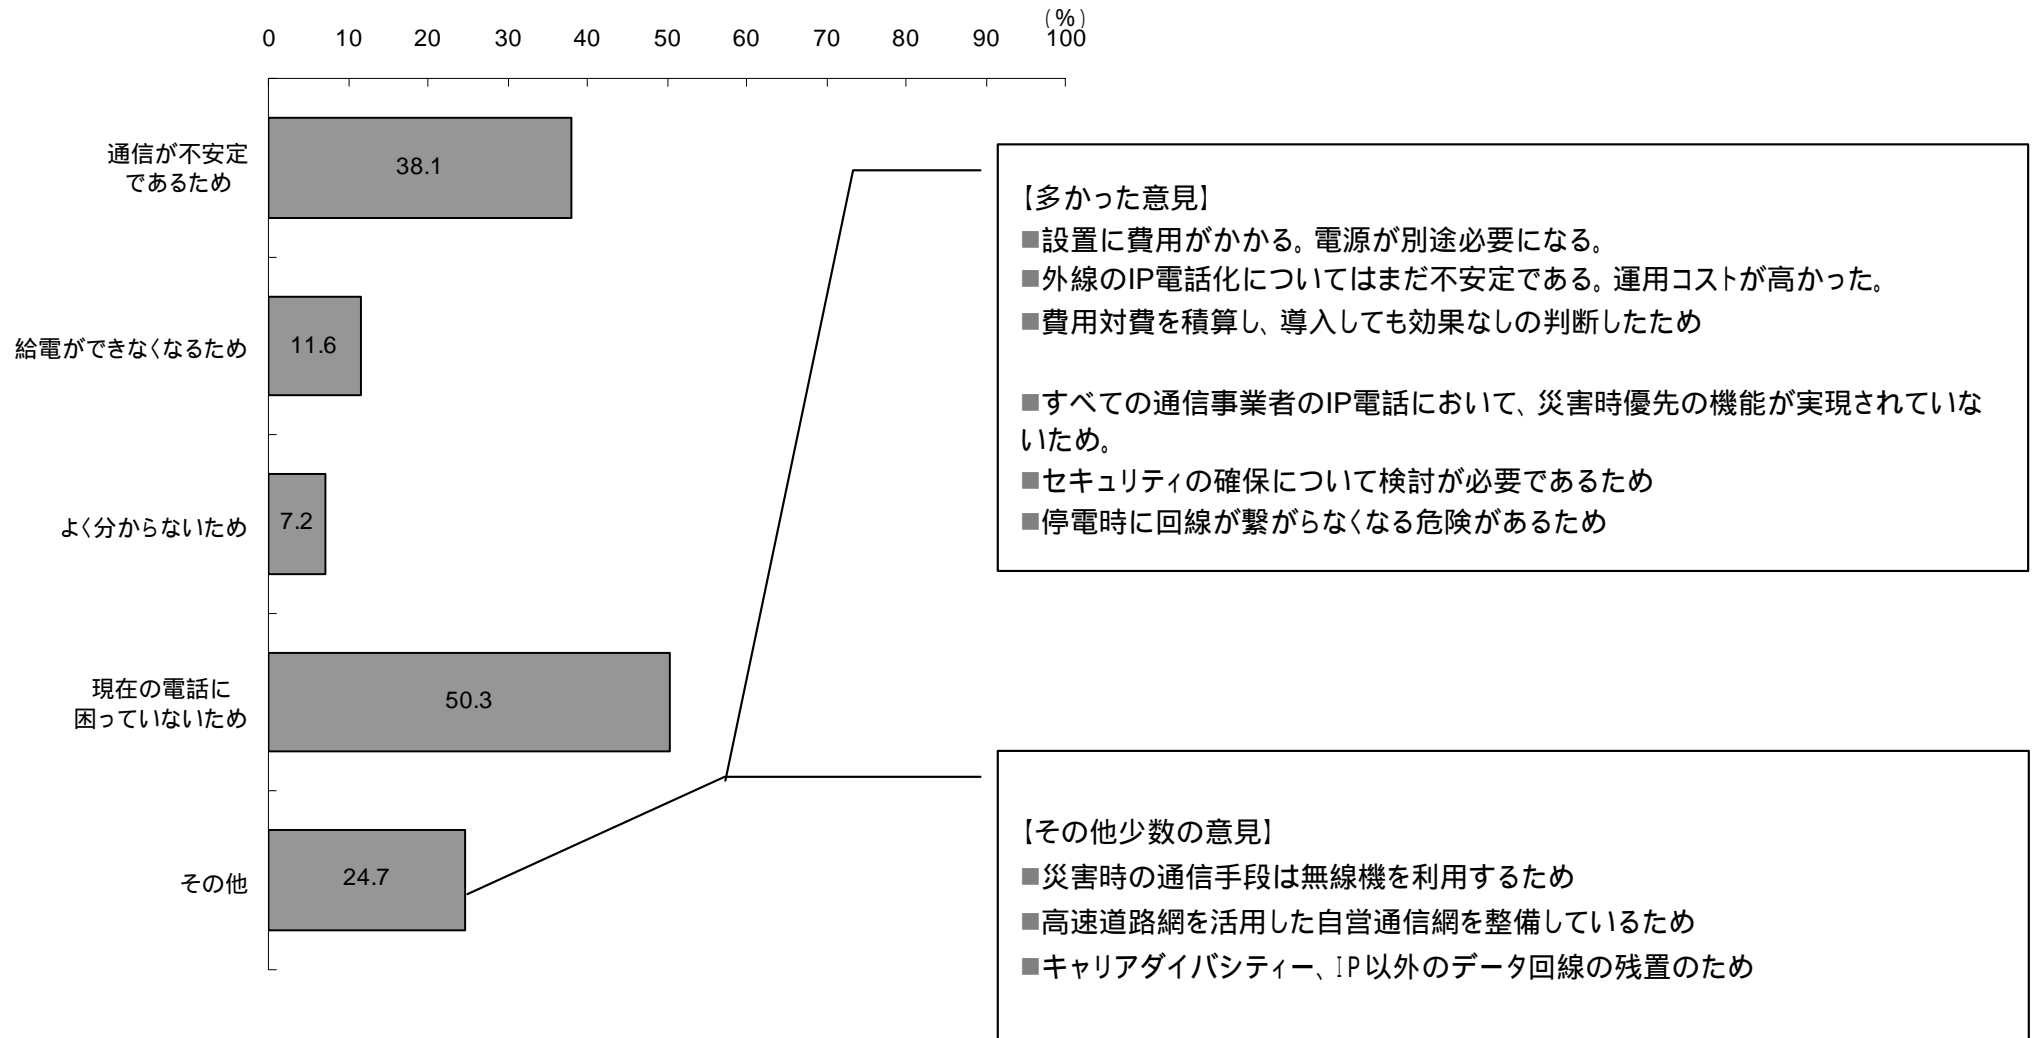 (%)
0 10 20 30 40 50 60 70 80 90 100
通信が不安定
であるため
38.1
給電ができなくなるため
11.6
よく分からないため
7.2
現在の電話に
困っていないため
50.3
その他
24.7
【多かった意見】
■設置に費用がかかる。電源が別途必要になる。
■外線のIP電話化についてはまだ不安定である。運用コストが高かった。
■費用対費を積算し、導入しても効果なしの判断したため
■すべての通信事業者のIP電話において、災害時優先の機能が実現されていな
いため。
■セキュリティの確保について検討が必要であるため
■停電時に回線が繋がらなくなる危険があるため
【その他少数の意見】
■災害時の通信手段は無線機を利用するため
■高速道路網を活用した自営通信網を整備しているため
■キャリアダイバシティー、IP以外のデータ回線の残置のため